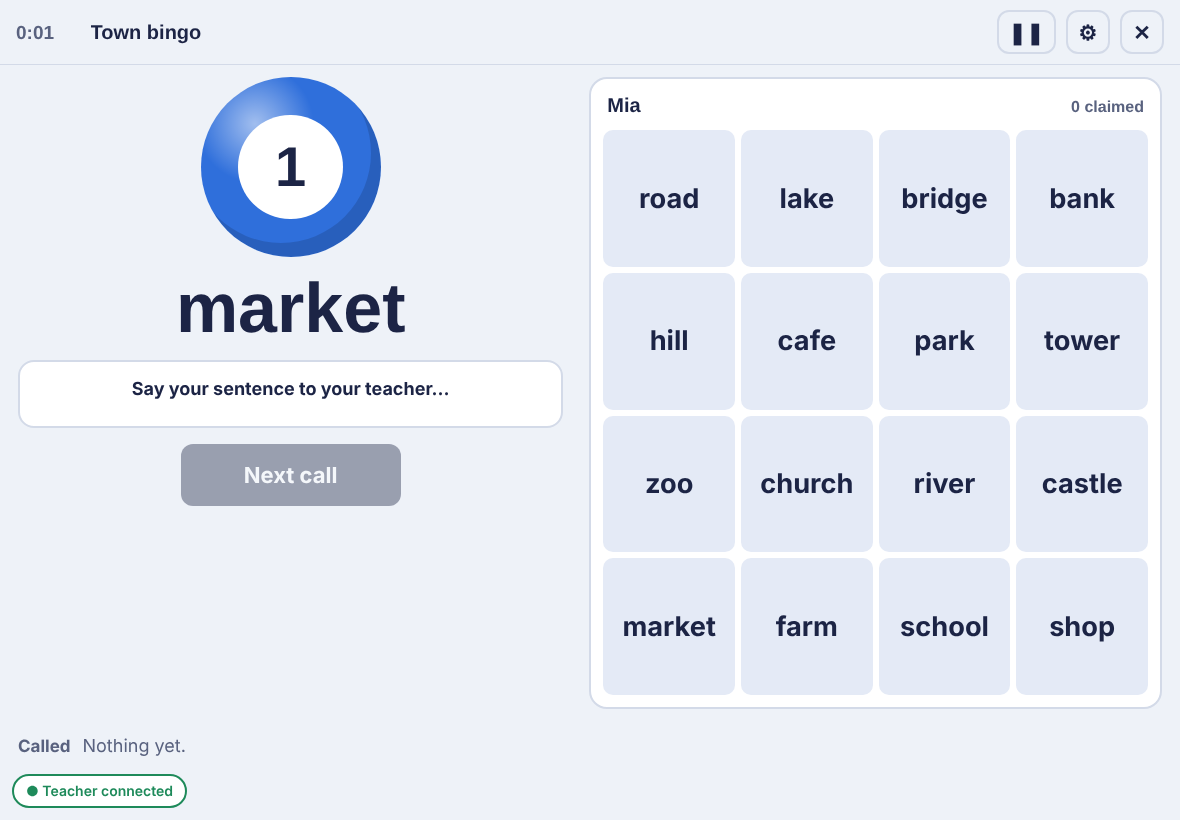 0:01 Town bingo ❚❚ ⚙ ✕
1
market
Say your sentence to your teacher...
Next call
Mia 0 claimed
road lake bridge bank
hill cafe park tower
zoo church river castle
market farm school shop
Called Nothing yet.
Teacher connected